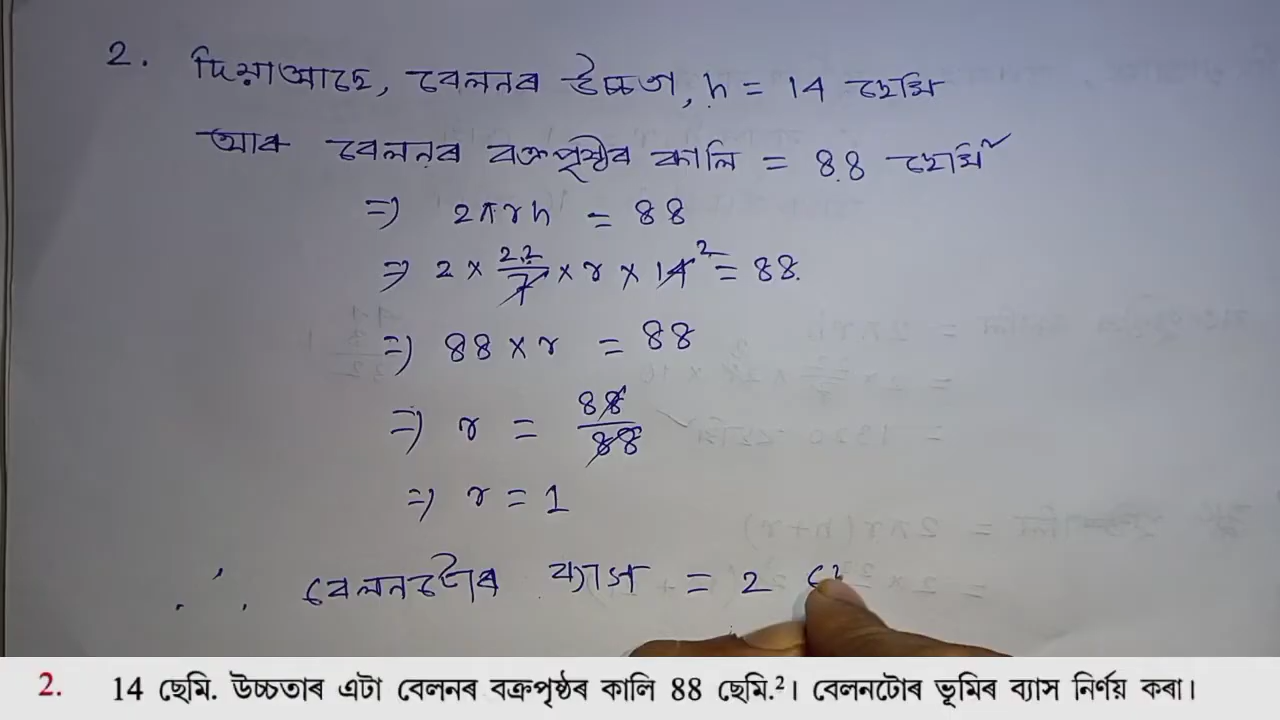 2. দিয়া আছে, বেলনৰ উচ্চতা, h = 14 ছেমি
আৰু বেলনৰ বক্ৰপৃষ্ঠৰ কালি = 88 ছেমি²
=> 2πrh = 88
=> 2 × 22/7 × r × 14 2 = 88
=> 88 × r = 88
=> r = 88/88
=> r = 1
∴ বেলনটোৰ ব্যাস = 2
2. 14 ছেমি. উচ্চতাৰ এটা বেলনৰ বক্ৰপৃষ্ঠৰ কালি 88 ছেমি.²। বেলনটোৰ ভূমিৰ ব্যাস নিৰ্ণয় কৰা।